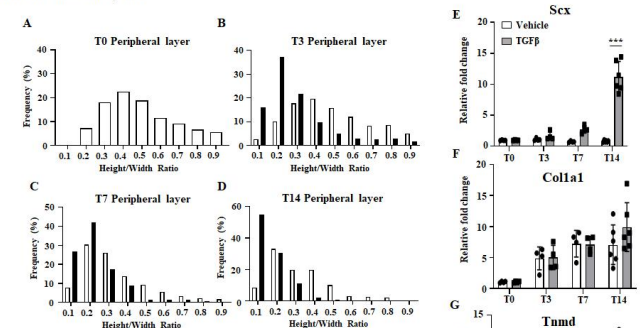 A
T0 Peripheral layer
Frequency (%)
40
30
20
10
0
0.1 0.2 0.3 0.4 0.5 0.6 0.7 0.8 0.9
Height/Width Ratio
B
T3 Peripheral layer
Frequency (%)
40
30
20
10
0
0.1 0.2 0.3 0.4 0.5 0.6 0.7 0.8 0.9
Height/Width Ratio
C
T7 Peripheral layer
Frequency (%)
50
40
30
20
10
0
0.1 0.2 0.3 0.4 0.5 0.6 0.7 0.8 0.9
Height/Width Ratio
D
T14 Peripheral layer
Frequency (%)
60
40
20
0
0.1 0.2 0.3 0.4 0.5 0.6 0.7 0.8 0.9
Height/Width Ratio
E
Scx
Vehicle
TGFβ
***
Relative fold change
20
15
10
5
0
T0 T3 T7 T14
F
Col1a1
Relative fold change
20
15
10
5
0
T0 T3 T7 T14
G
15
Tnmd